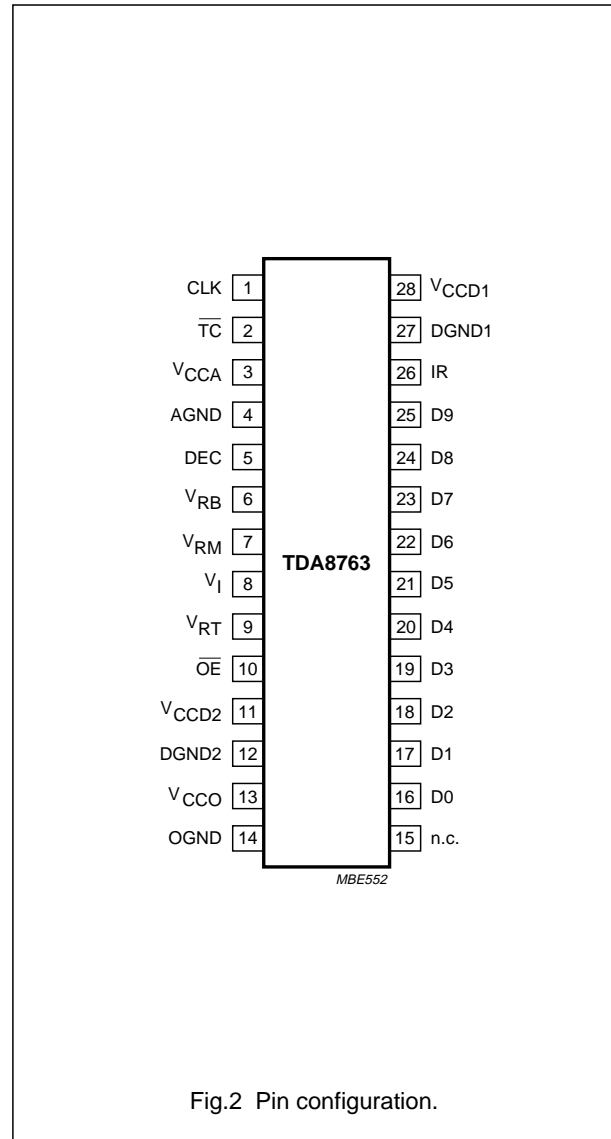 CLK 1
T̅C̅ 2
VCCA 3
AGND 4
DEC 5
VRB 6
VRM 7
VI 8
VRT 9
O̅E̅ 10
VCCD2 11
DGND2 12
VCCO 13
OGND 14
TDA8763
28 VCCD1
27 DGND1
26 IR
25 D9
24 D8
23 D7
22 D6
21 D5
20 D4
19 D3
18 D2
17 D1
16 D0
15 n.c.
MBE552
Fig.2 Pin configuration.